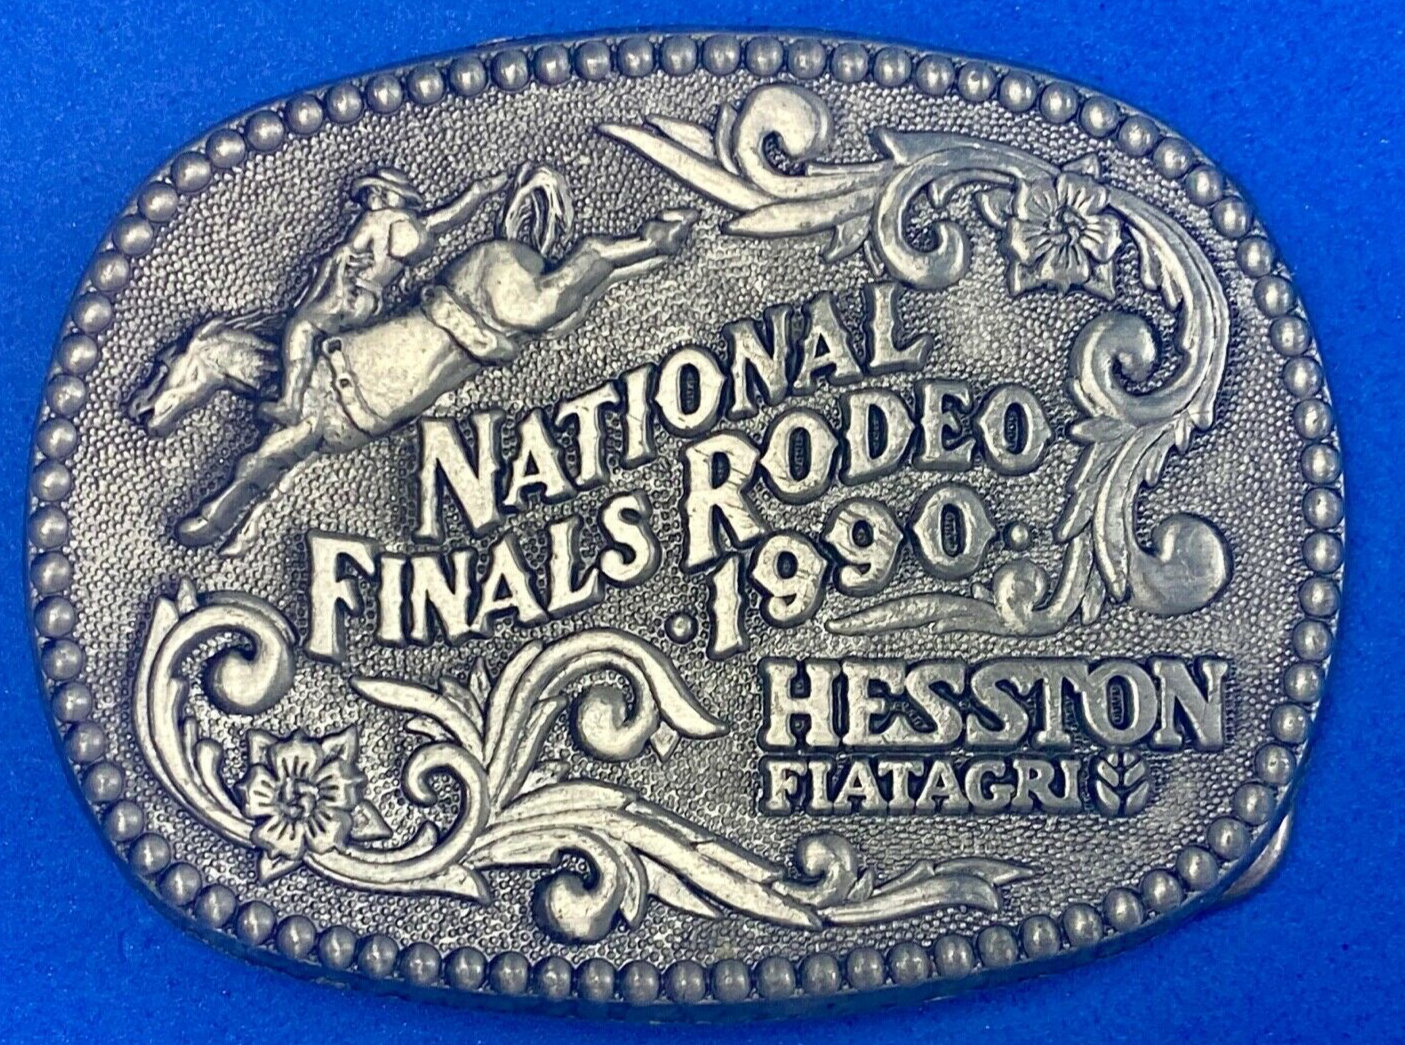 NATIONAL
FINALS RODEO
·1990·
HESSTON
FIATAGRI